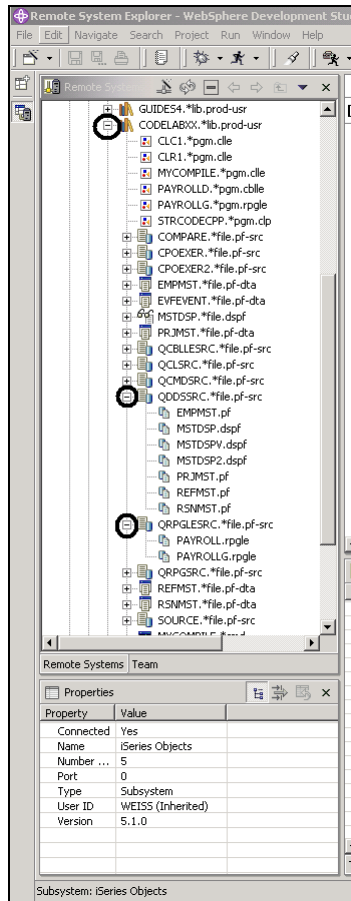 Remote System Explorer - WebSphere Development Stu
File Edit Navigate Search Project Run Window Help
Remote Systems
GUIDES4.*lib.prod-usr
CODELABXX.*lib.prod-usr
CLC1.*pgm.clle
CLR1.*pgm.clle
MYCOMPILE.*pgm.clle
PAYROLLD.*pgm.cblle
PAYROLLG.*pgm.rpgle
STRCODECPP.*pgm.clp
COMPARE.*file.pf-src
CPOEXER.*file.pf-src
CPOEXER2.*file.pf-src
EMPMST.*file.pf-dta
EVFEVENT.*file.pf-dta
MSTDSP.*file.dspf
PRJMST.*file.pf-dta
QCBLLESRC.*file.pf-src
QCLSRC.*file.pf-src
QCMDSRC.*file.pf-src
QDDSSRC.*file.pf-src
EMPMST.pf
MSTDSP.dspf
MSTDSPV.dspf
MSTDSP2.dspf
PRJMST.pf
REFMST.pf
RSNMST.pf
QRPGLESRC.*file.pf-src
PAYROLL.rpgle
PAYROLLG.rpgle
QRPGSRC.*file.pf-src
REFMST.*file.pf-dta
RSNMST.*file.pf-dta
SOURCE.*file.pf-src
MYCOMPILE.*cmd
Remote Systems Team
Properties
Property Value
Connected Yes
Name iSeries Objects
Number ... 5
Port 0
Type Subsystem
User ID WEISS (Inherited)
Version 5.1.0
Subsystem: iSeries Objects